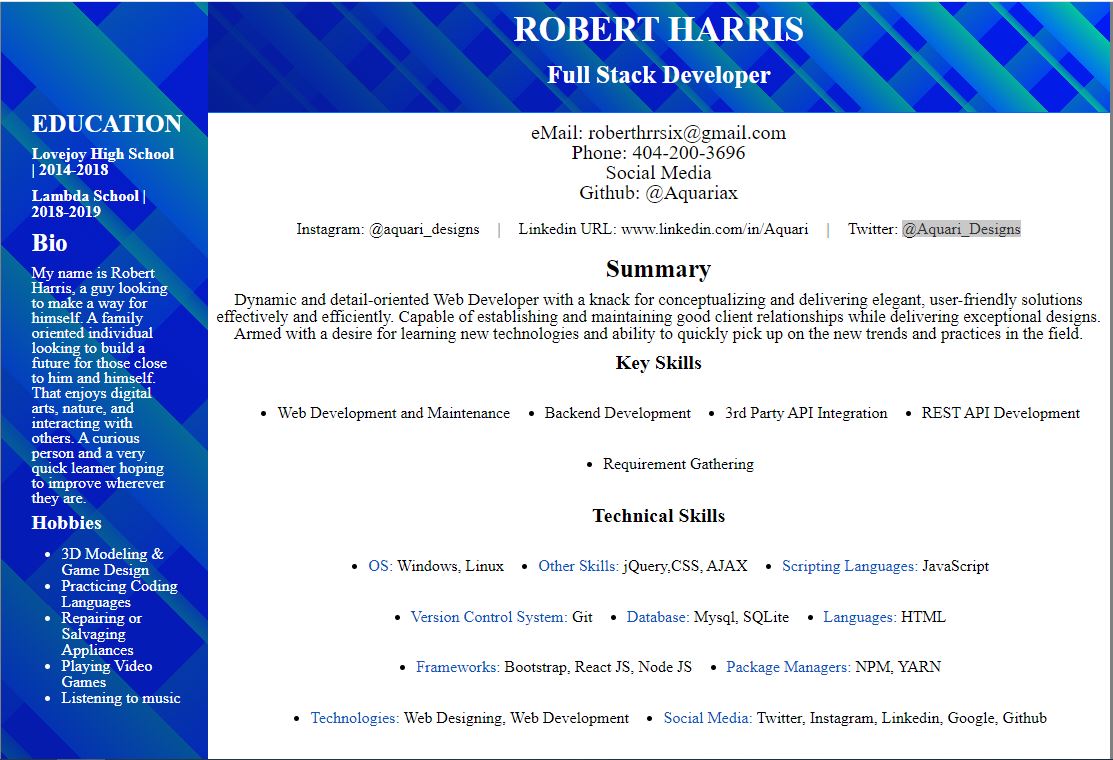 ROBERT HARRIS
Full Stack Developer
EDUCATION
Lovejoy High School
| 2014-2018
Lambda School |
2018-2019
Bio
My name is Robert
Harris, a guy looking
to make a way for
himself. A family
oriented individual
looking to build a
future for those close
to him and himself.
That enjoys digital
arts, nature, and
interacting with
others. A curious
person and a very
quick learner hoping
to improve wherever
they are.
Hobbies
• 3D Modeling &
Game Design
• Practicing Coding
Languages
• Repairing or
Salvaging
Appliances
• Playing Video
Games
• Listening to music
eMail: roberthrrsix@gmail.com
Phone: 404-200-3696
Social Media
Github: @Aquariax
Instagram: @aquari_designs | Linkedin URL: www.linkedin.com/in/Aquari | Twitter: @Aquari_Designs
Summary
Dynamic and detail-oriented Web Developer with a knack for conceptualizing and delivering elegant, user-friendly solutions
effectively and efficiently. Capable of establishing and maintaining good client relationships while delivering exceptional designs.
Armed with a desire for learning new technologies and ability to quickly pick up on the new trends and practices in the field.
Key Skills
• Web Development and Maintenance • Backend Development • 3rd Party API Integration • REST API Development
• Requirement Gathering
Technical Skills
• OS: Windows, Linux • Other Skills: jQuery,CSS, AJAX • Scripting Languages: JavaScript
• Version Control System: Git • Database: Mysql, SQLite • Languages: HTML
• Frameworks: Bootstrap, React JS, Node JS • Package Managers: NPM, YARN
• Technologies: Web Designing, Web Development • Social Media: Twitter, Instagram, Linkedin, Google, Github